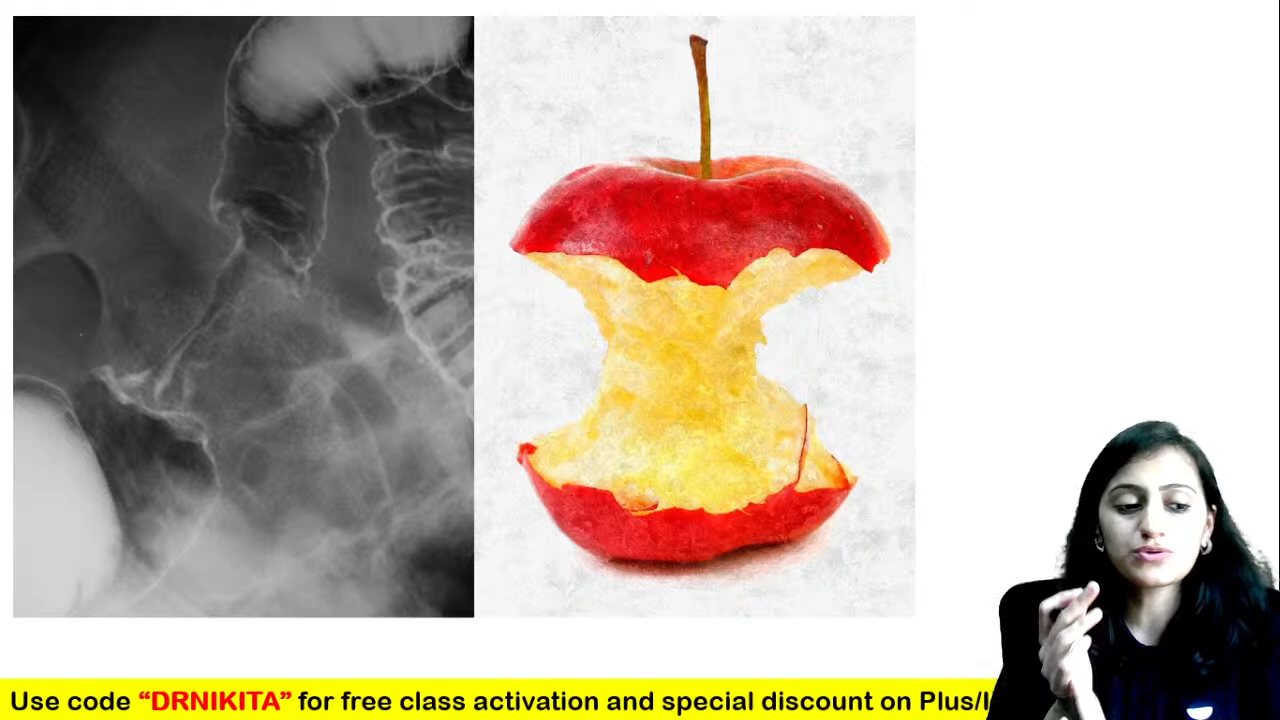 Use code “DRNIKITA” for free class activation and special discount on Plus/I